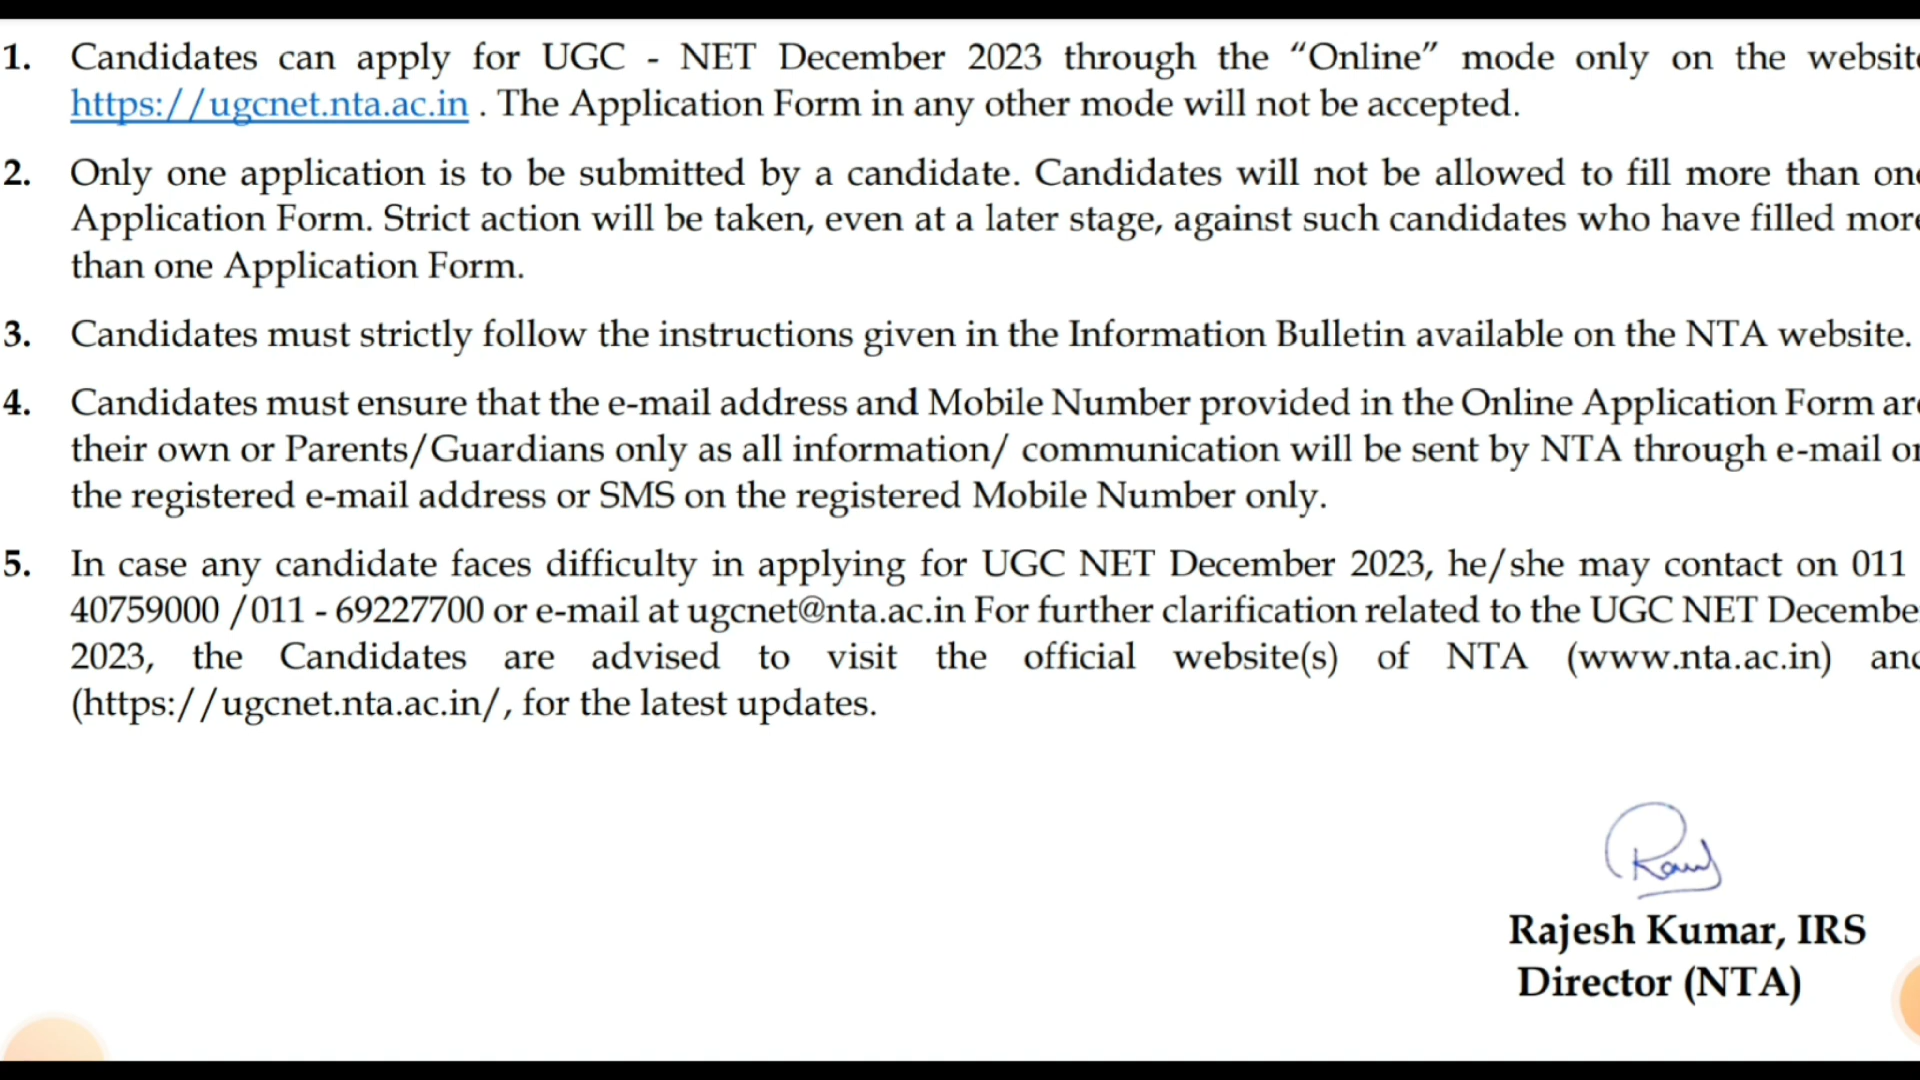 1. Candidates can apply for UGC - NET December 2023 through the “Online” mode only on the websit
https://ugcnet.nta.ac.in . The Application Form in any other mode will not be accepted.
2. Only one application is to be submitted by a candidate. Candidates will not be allowed to fill more than on
Application Form. Strict action will be taken, even at a later stage, against such candidates who have filled mor
than one Application Form.
3. Candidates must strictly follow the instructions given in the Information Bulletin available on the NTA website.
4. Candidates must ensure that the e-mail address and Mobile Number provided in the Online Application Form ar
their own or Parents/Guardians only as all information/ communication will be sent by NTA through e-mail o
the registered e-mail address or SMS on the registered Mobile Number only.
5. In case any candidate faces difficulty in applying for UGC NET December 2023, he/she may contact on 011
40759000 /011 - 69227700 or e-mail at ugcnet@nta.ac.in For further clarification related to the UGC NET Decembe
2023, the Candidates are advised to visit the official website(s) of NTA (www.nta.ac.in) an
(https://ugcnet.nta.ac.in/, for the latest updates.
Rajesh Kumar, IRS
Director (NTA)